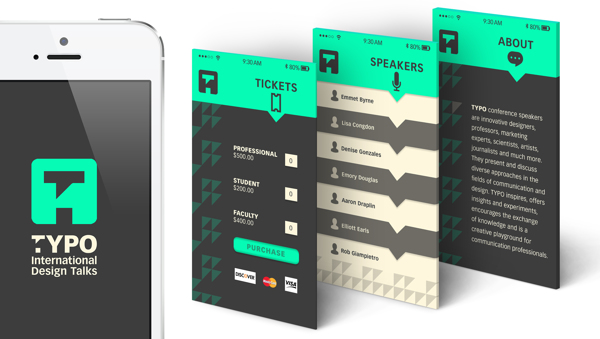 TYPO
International
Design Talks
9:30 AM
80%
TICKETS
PROFESSIONAL
$500.00
0
STUDENT
$200.00
0
FACULTY
$400.00
0
PURCHASE
DISCOVER
MasterCard
VISA
9:30 AM
80%
SPEAKERS
Emmet Byrne
Lisa Congdon
Denise Gonzales
Emory Douglas
Aaron Draplin
Elliott Earls
Rob Giampietro
9:30 AM
80%
ABOUT
TYPO conference speakers
are innovative designers,
professors, marketing
experts, scientists, artists,
journalists and much more.
They present and discuss
diverse approaches in the
fields of communication and
design. TYPO inspires, offers
insights and experiments,
encourages the exchange
of knowledge and is a
creative playground for
communication professionals.